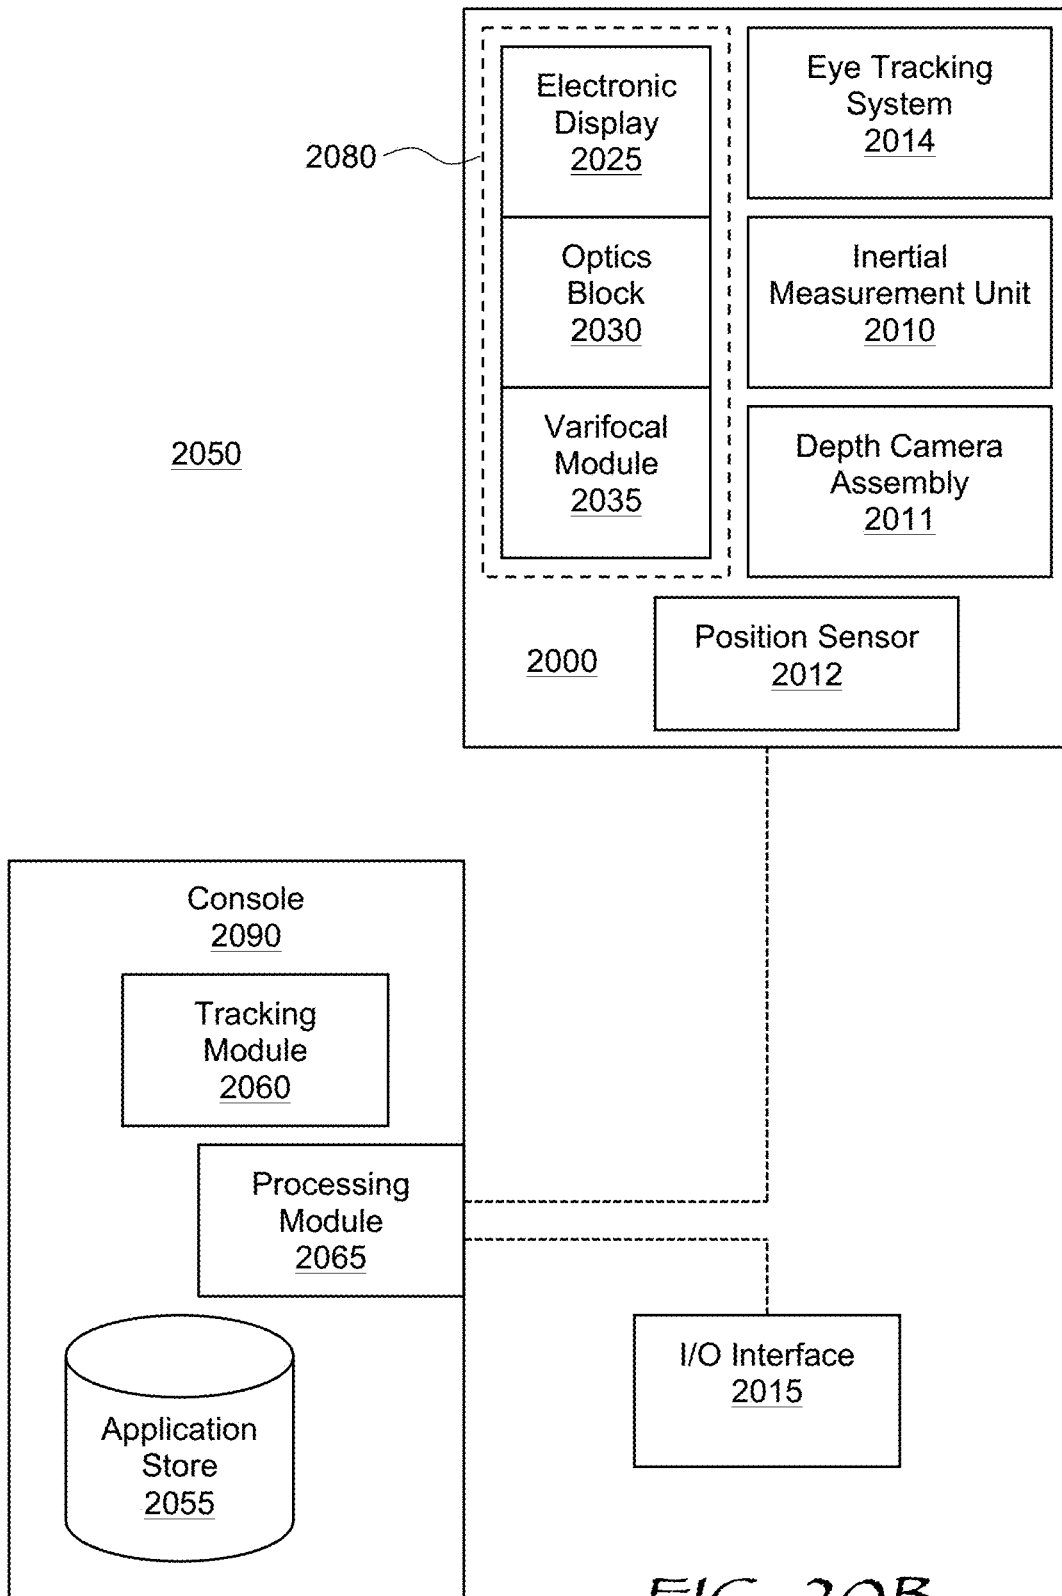 Electronic
Display
2025
Optics
Block
2030
Varifocal
Module
2035
2080
Eye Tracking
System
2014
Inertial
Measurement Unit
2010
Depth Camera
Assembly
2011
2050
2000
Position Sensor
2012
Console
2090
Tracking
Module
2060
Processing
Module
2065
Application
Store
2055
I/O Interface
2015
FIG. 20B